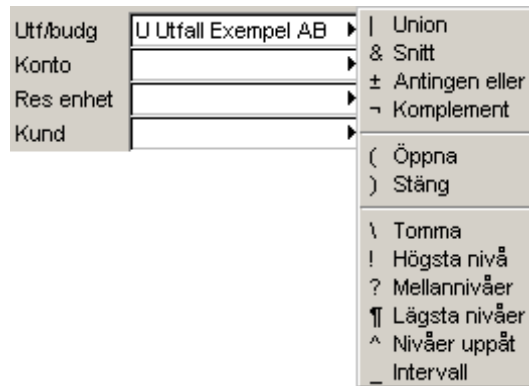 Utf/budg U Utfall Exempel AB
Konto
Res enhet
Kund
| Union
& Snitt
± Antingen eller
¬ Komplement
( Öppna
) Stäng
\ Tomma
! Högsta nivå
? Mellannivåer
¶ Lägsta nivåer
^ Nivåer uppåt
_ Intervall